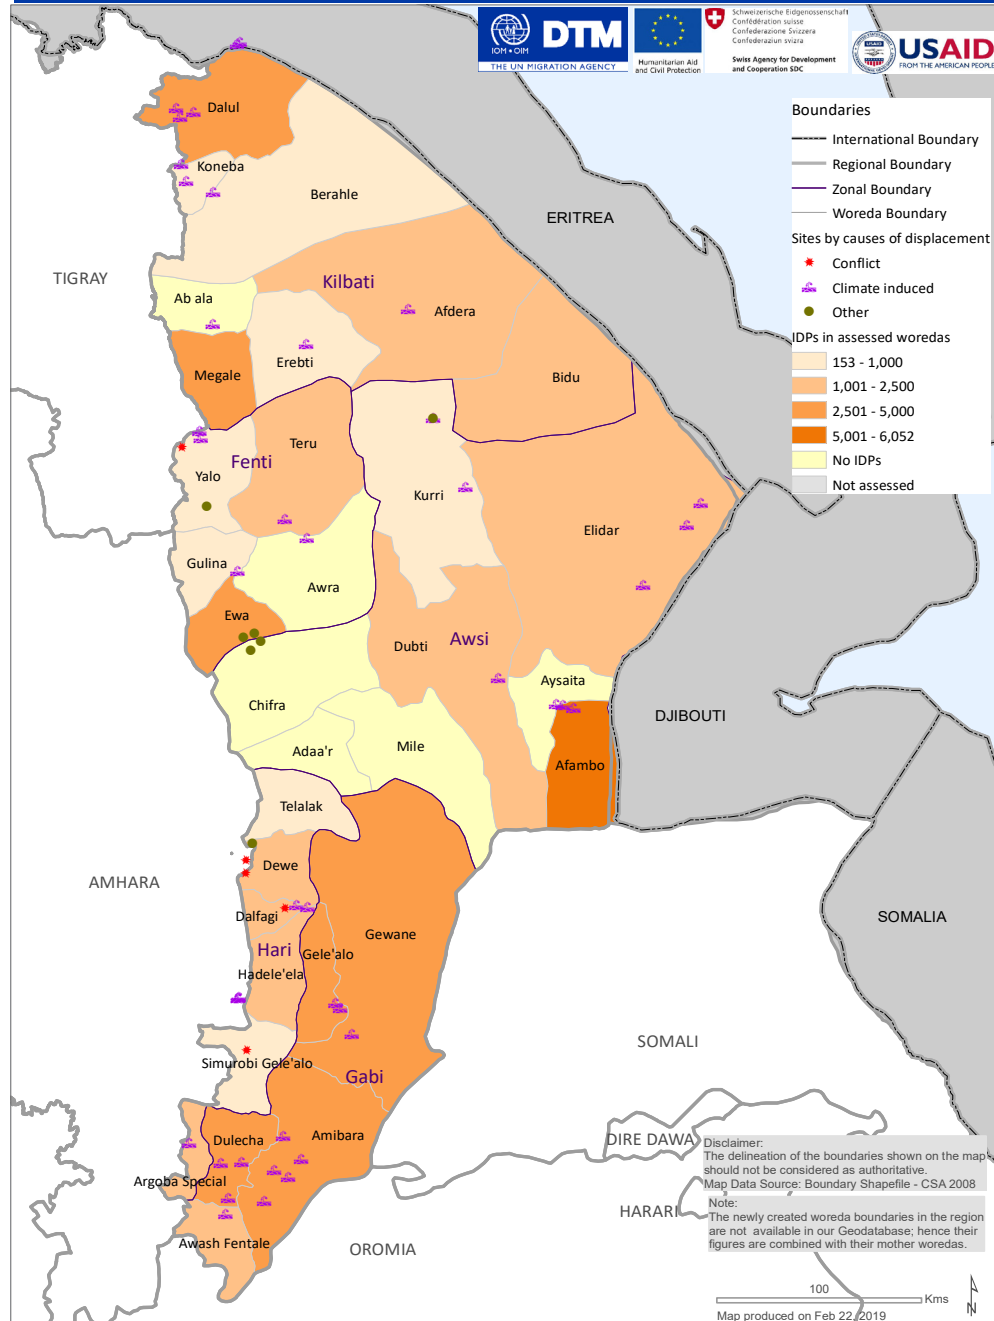 IOM • OIM
DTM
THE UN MIGRATION AGENCY
Humanitarian Aid
and Civil Protection
Schweizerische Eidgenossenschaft
Confédération suisse
Confederazione Svizzera
Confederaziun svizra
Swiss Agency for Development
and Cooperation SDC
USAID
USAID
FROM THE AMERICAN PEOPLE
Boundaries
International Boundary
Regional Boundary
Zonal Boundary
Woreda Boundary
Sites by causes of displacement
Conflict
Climate induced
Other
IDPs in assessed woredas
153 - 1,000
1,001 - 2,500
2,501 - 5,000
5,001 - 6,052
No IDPs
Not assessed
Dalul
Koneba
Berahle
ERITREA
TIGRAY
Kilbati
Ab ala
Afdera
Erebti
Megale
Bidu
Teru
Fenti
Yalo
Kurri
Elidar
Gulina
Awra
Ewa
Dubti
Awsi
Aysaita
Chifra
DJIBOUTI
Adaa'r
Mile
Afambo
Telalak
Dewe
AMHARA
Dalfagi
SOMALIA
Gewane
Hari
Gele'alo
Hadele'ela
SOMALI
Simurobi Gele'alo
Gabi
Dulecha
Amibara
DIRE DAWA
Argoba Special
HARARI
Awash Fentale
OROMIA
Disclaimer:
The delineation of the boundaries shown on the map
should not be considered as authoritative.
Map Data Source: Boundary Shapefile - CSA 2008
Note:
The newly created woreda boundaries in the region
are not available in our Geodatabase; hence their
figures are combined with their mother woredas.
100
Kms
N
Map produced on Feb 22, 2019